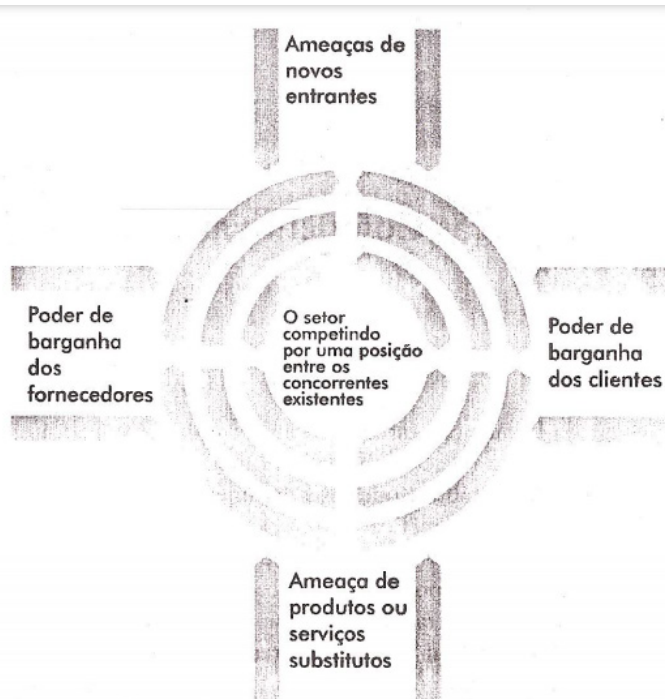 Ameaças de
novos
entrantes
Poder de
barganha
dos
fornecedores
O setor
competindo
por uma posição
entre os
concorrentes
existentes
Poder de
barganha
dos clientes
Ameaça de
produtos ou
serviços
substitutos